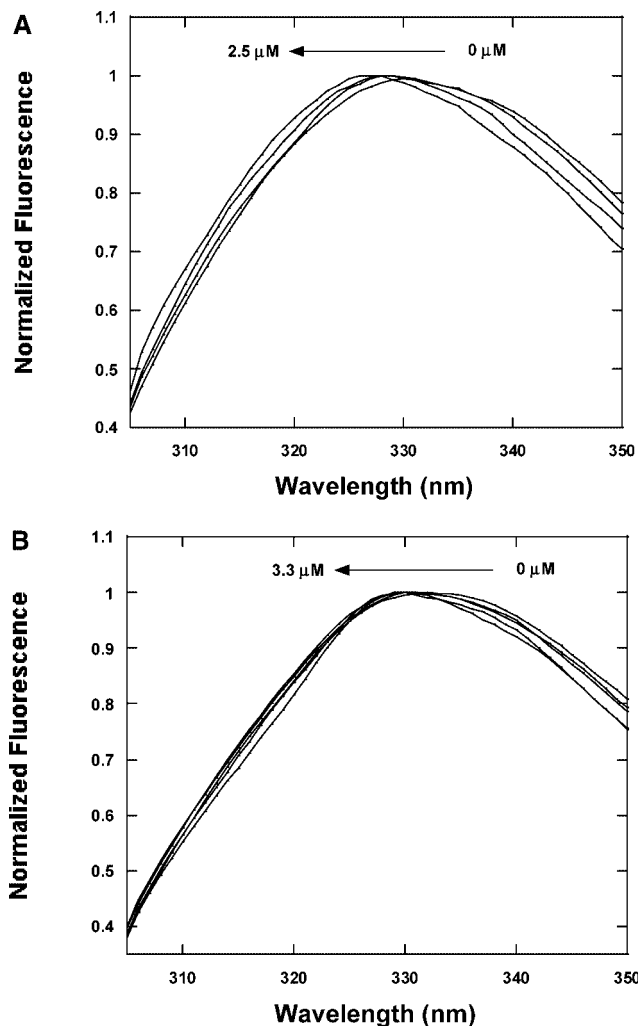 A
1.1
2.5 μM
0 μM
1
0.9
0.8
0.7
0.6
0.5
0.4
Normalized Fluorescence
310
320
330
340
350
Wavelength (nm)
B
1.1
3.3 μM
0 μM
1
0.9
0.8
0.7
0.6
0.5
0.4
Normalized Fluorescence
310
320
330
340
350
Wavelength (nm)